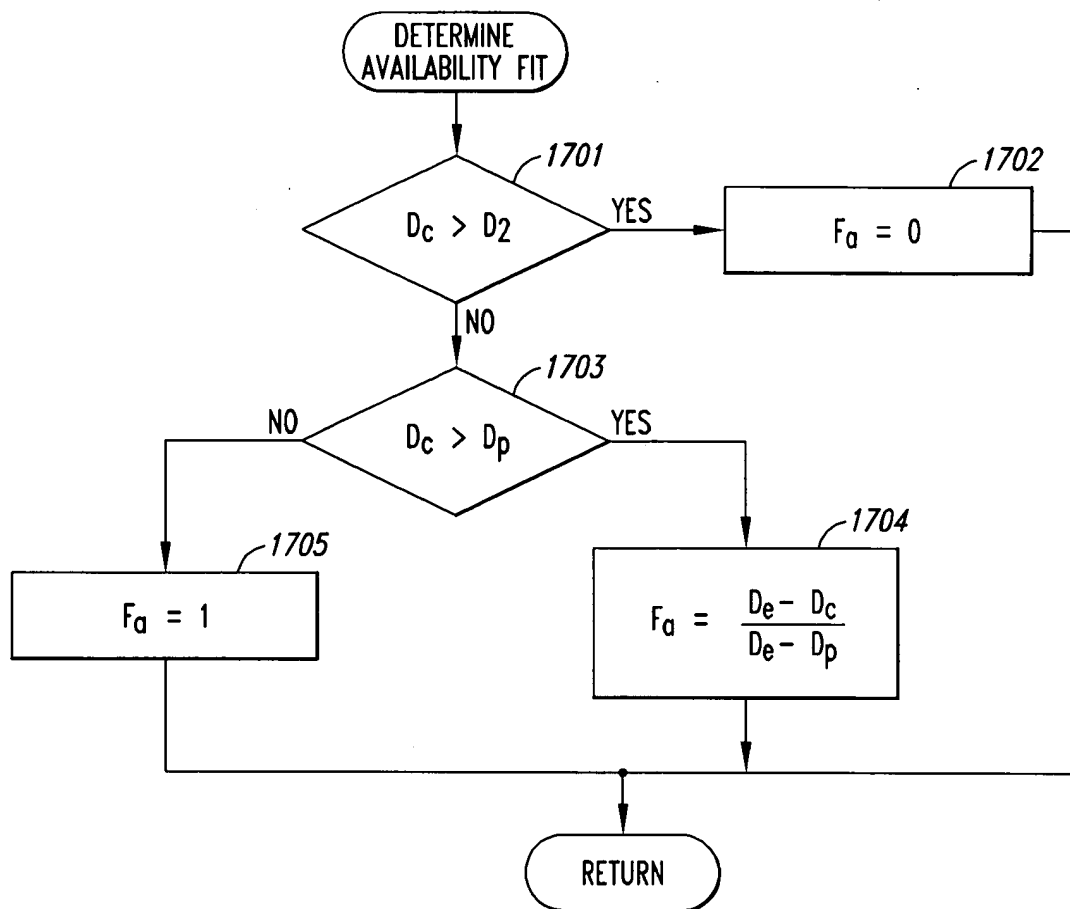 DETERMINE
AVAILABILITY FIT
1701
Dc > D2
YES
1702
Fa = 0
NO
1703
NO
Dc > Dp
YES
1705
Fa = 1
1704
Fa = De - Dc
De - Dp
RETURN